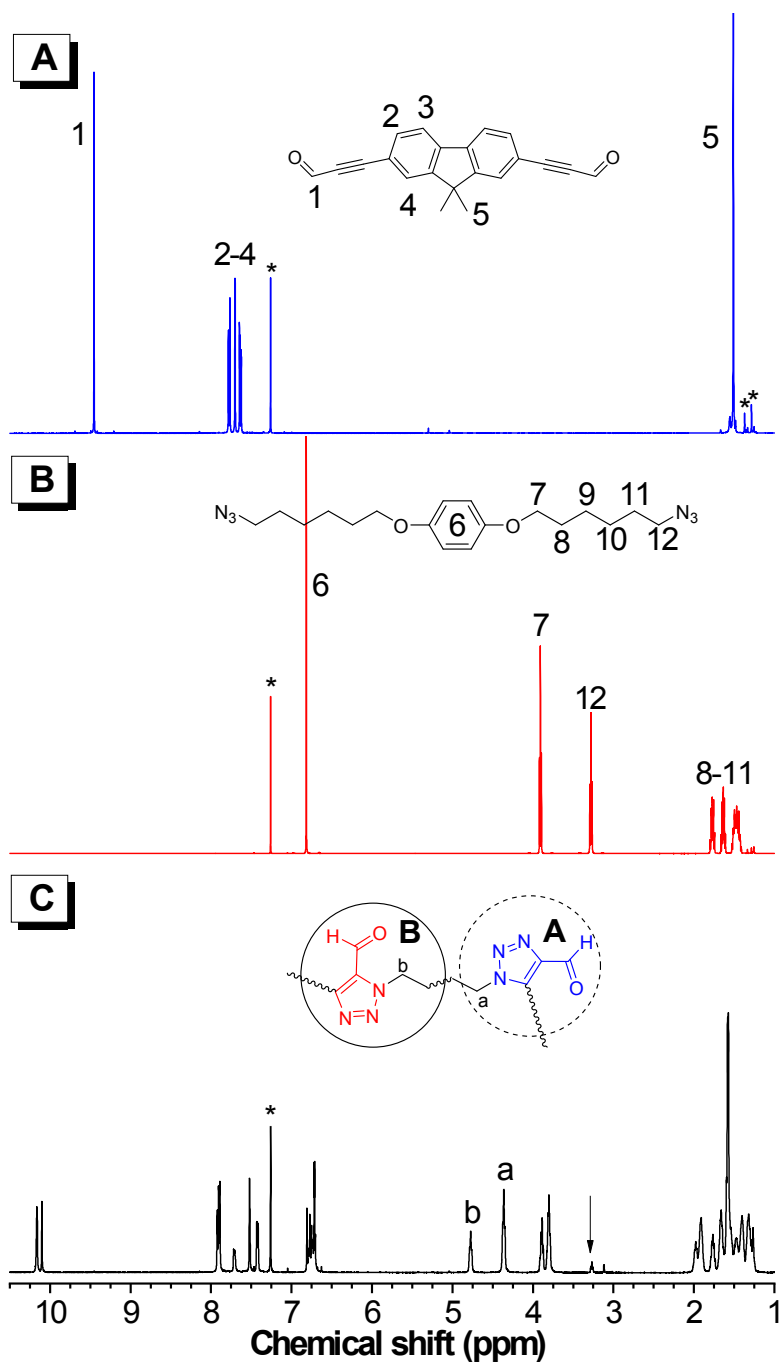 A
1
2 3
O O
1 4 5
5
2-4
*
* *
B
N₃ O 6 O 7 9 11 N₃
8 10 12
6
7
12
*
8-11
C
H O B
N N N A H
b
N O
N N a N
*
b a
10 9 8 7 6 5 4 3 2 1
Chemical shift (ppm)